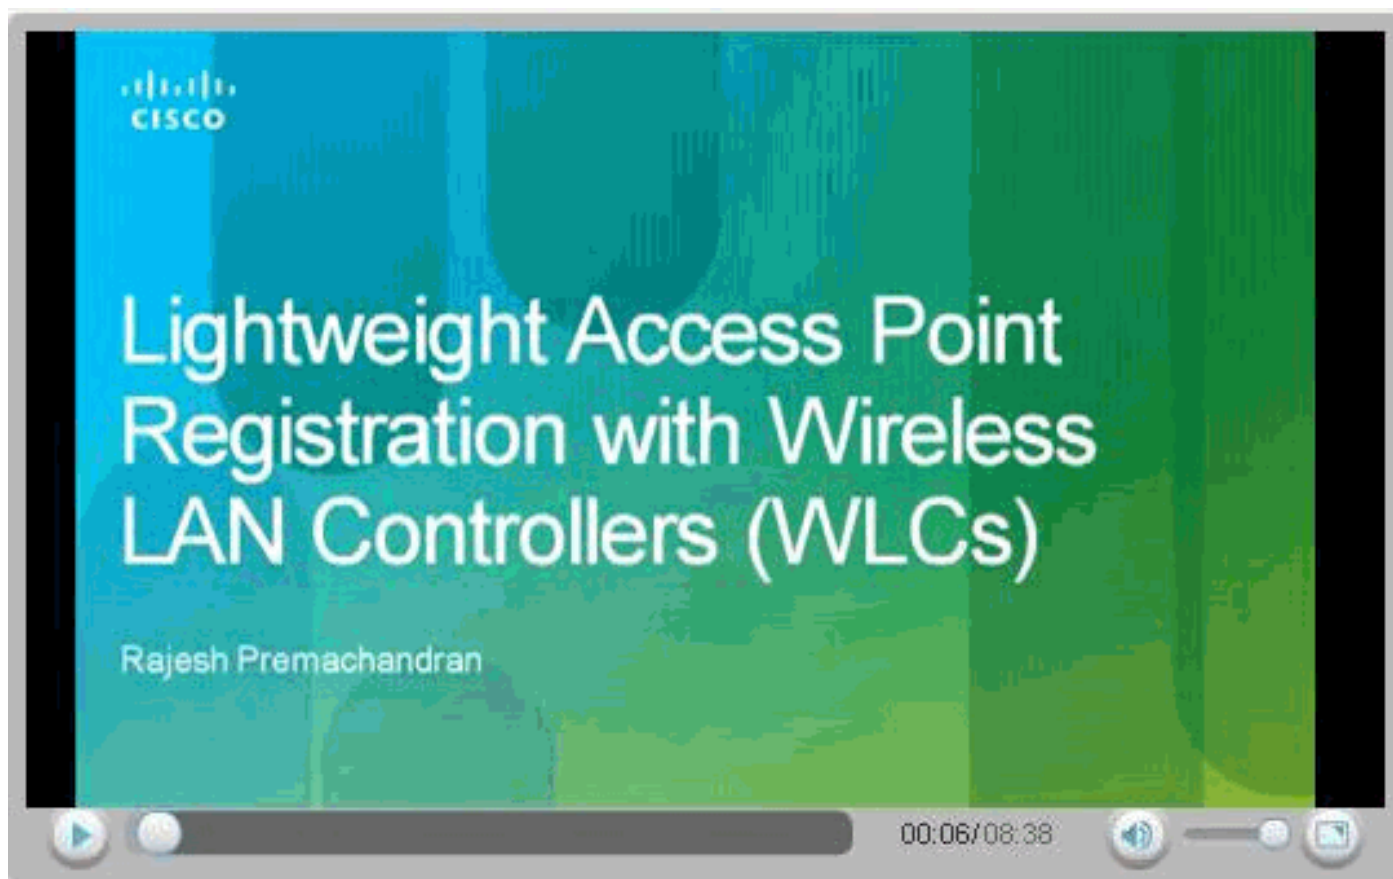 CISCO
Lightweight Access Point
Registration with Wireless
LAN Controllers (WLCs)
Rajesh Premachandran
00:06/08:38